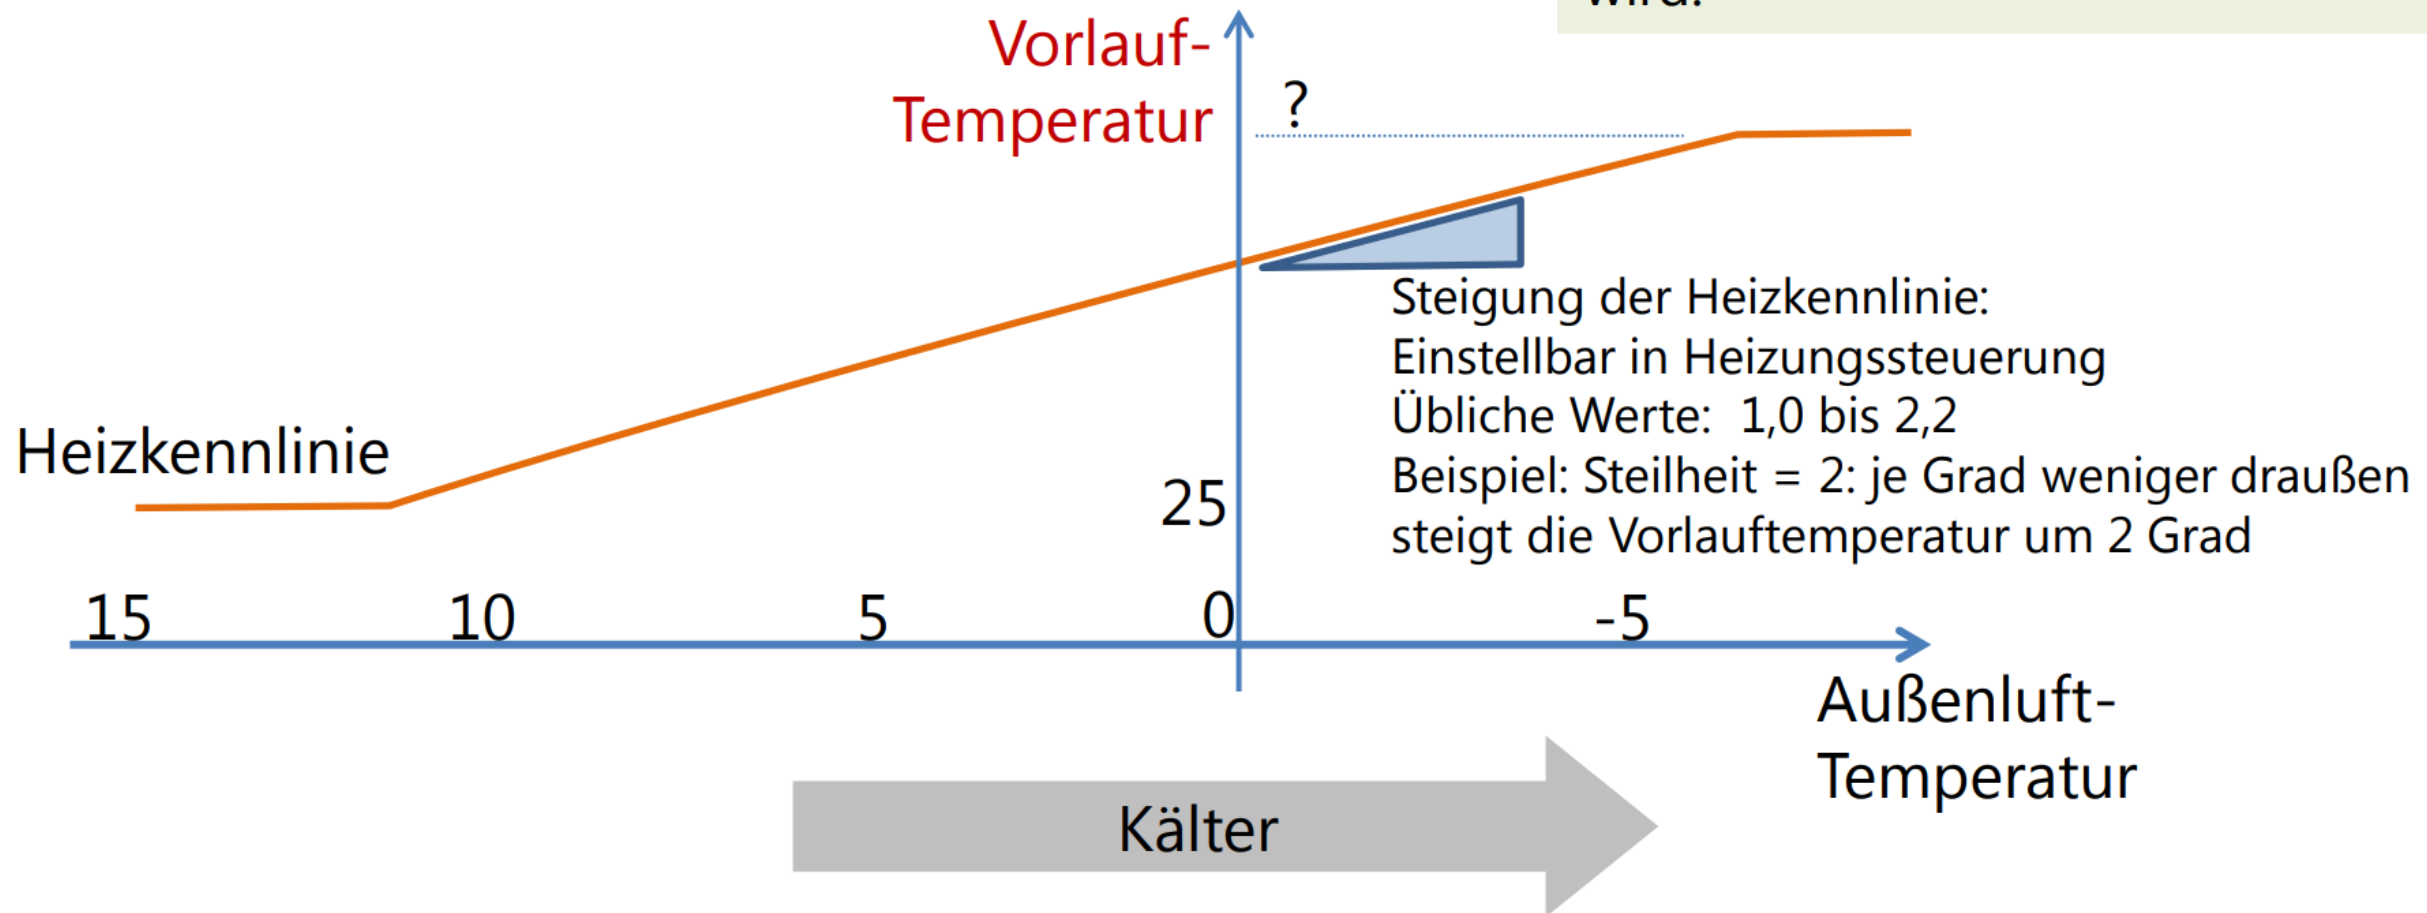 wird.
Vorlauf-
Temperatur
?
Steigung der Heizkennlinie:
Einstellbar in Heizungssteuerung
Übliche Werte:  1,0 bis 2,2
Beispiel: Steilheit = 2: je Grad weniger draußen
steigt die Vorlauftemperatur um 2 Grad
Heizkennlinie
25
15 10 5 0 -5
Außenluft-
Temperatur
Kälter